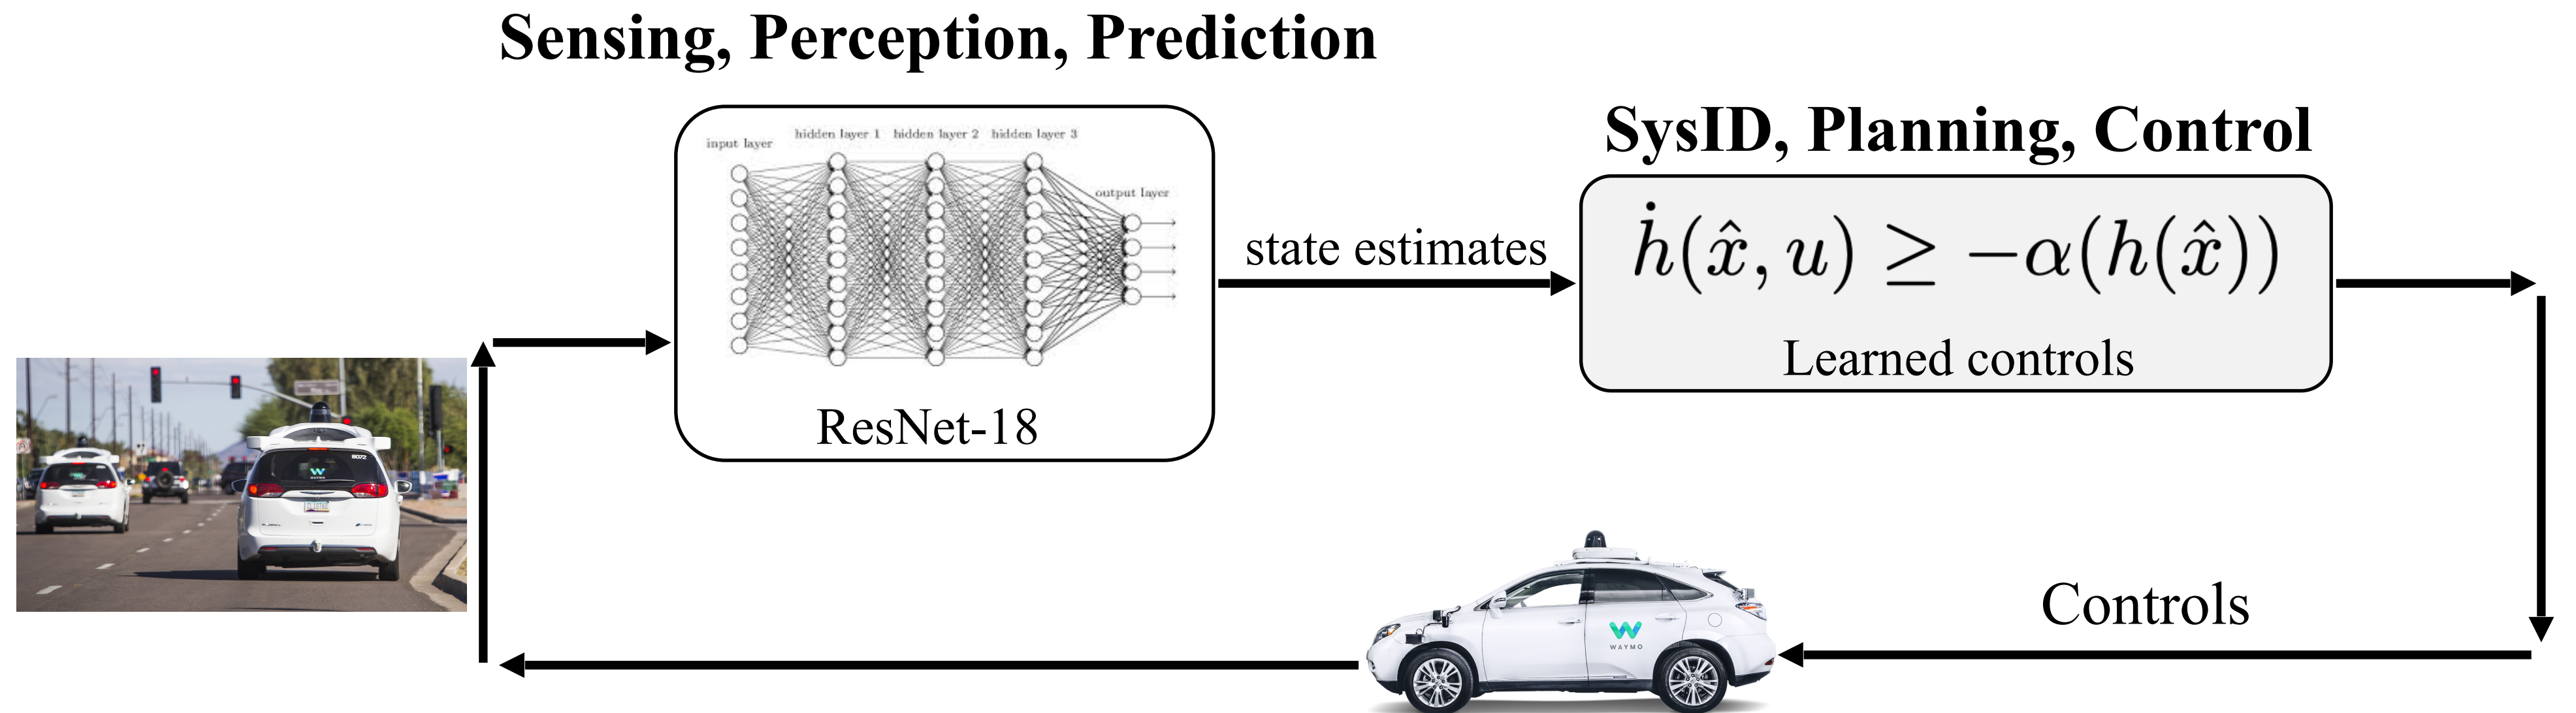 Sensing, Perception, Prediction
SysID, Planning, Control
input layer
hidden layer 1 hidden layer 2 hidden layer 3
output layer
ResNet-18
state estimates
ḣ(x̂, u) ≥ −α(h(x̂))
Learned controls
8072
W
WAYMO
Controls